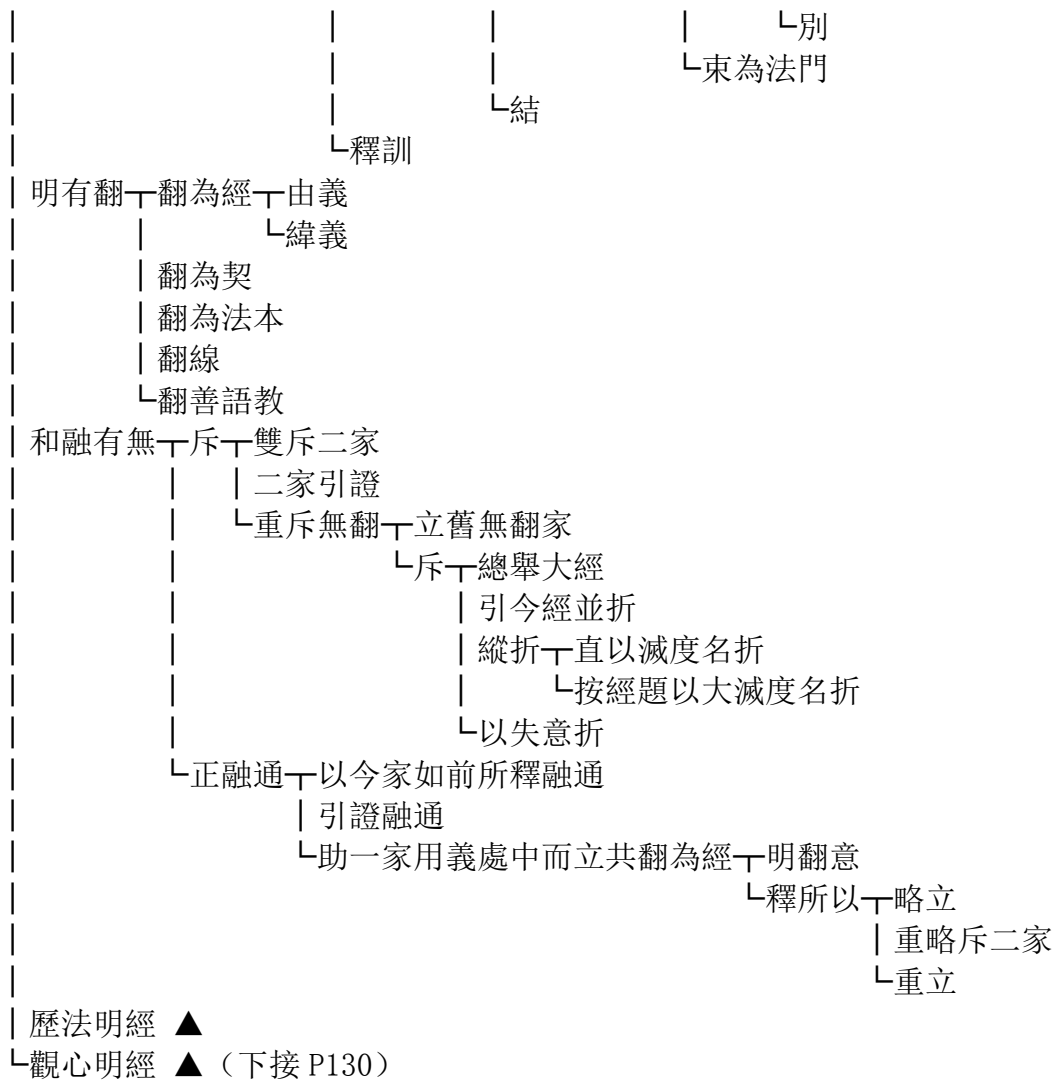 │ │ │ │ └別
│ │ │ └束為法門
│ │ └結
│ └釋訓
│明有翻┬翻為經┬由義
│ │ └緯義
│ │翻為契
│ │翻為法本
│ │翻線
│ └翻善語教
│和融有無┬斥┬雙斥二家
│ │ │二家引證
│ │ └重斥無翻┬立舊無翻家
│ │ └斥┬總舉大經
│ │ │引今經並折
│ │ │縱折┬直以滅度名折
│ │ │ └按經題以大滅度名折
│ │ └以失意折
│ └正融通┬以今家如前所釋融通
│ │引證融通
│ └助一家用義處中而立共翻為經┬明翻意
│ └釋所以┬略立
│ │重略斥二家
│ └重立
│歷法明經 ▲
└觀心明經 ▲（下接 P130）